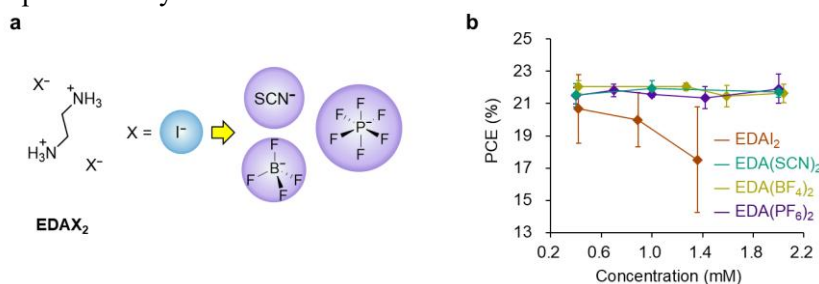 a
X⁻
NH₃
+
+
H₃N
X⁻
X =
I⁻
SCN⁻
F
B⁻
F
F
F
F
F
F
P⁻
F
F
F
EDAX₂
b
25
23
21
19
17
15
13
PCE (%)
0.2
0.6
1.0
1.4
1.8
2.2
Concentration (mM)
EDAI₂
EDA(SCN)₂
EDA(BF₄)₂
EDA(PF₆)₂